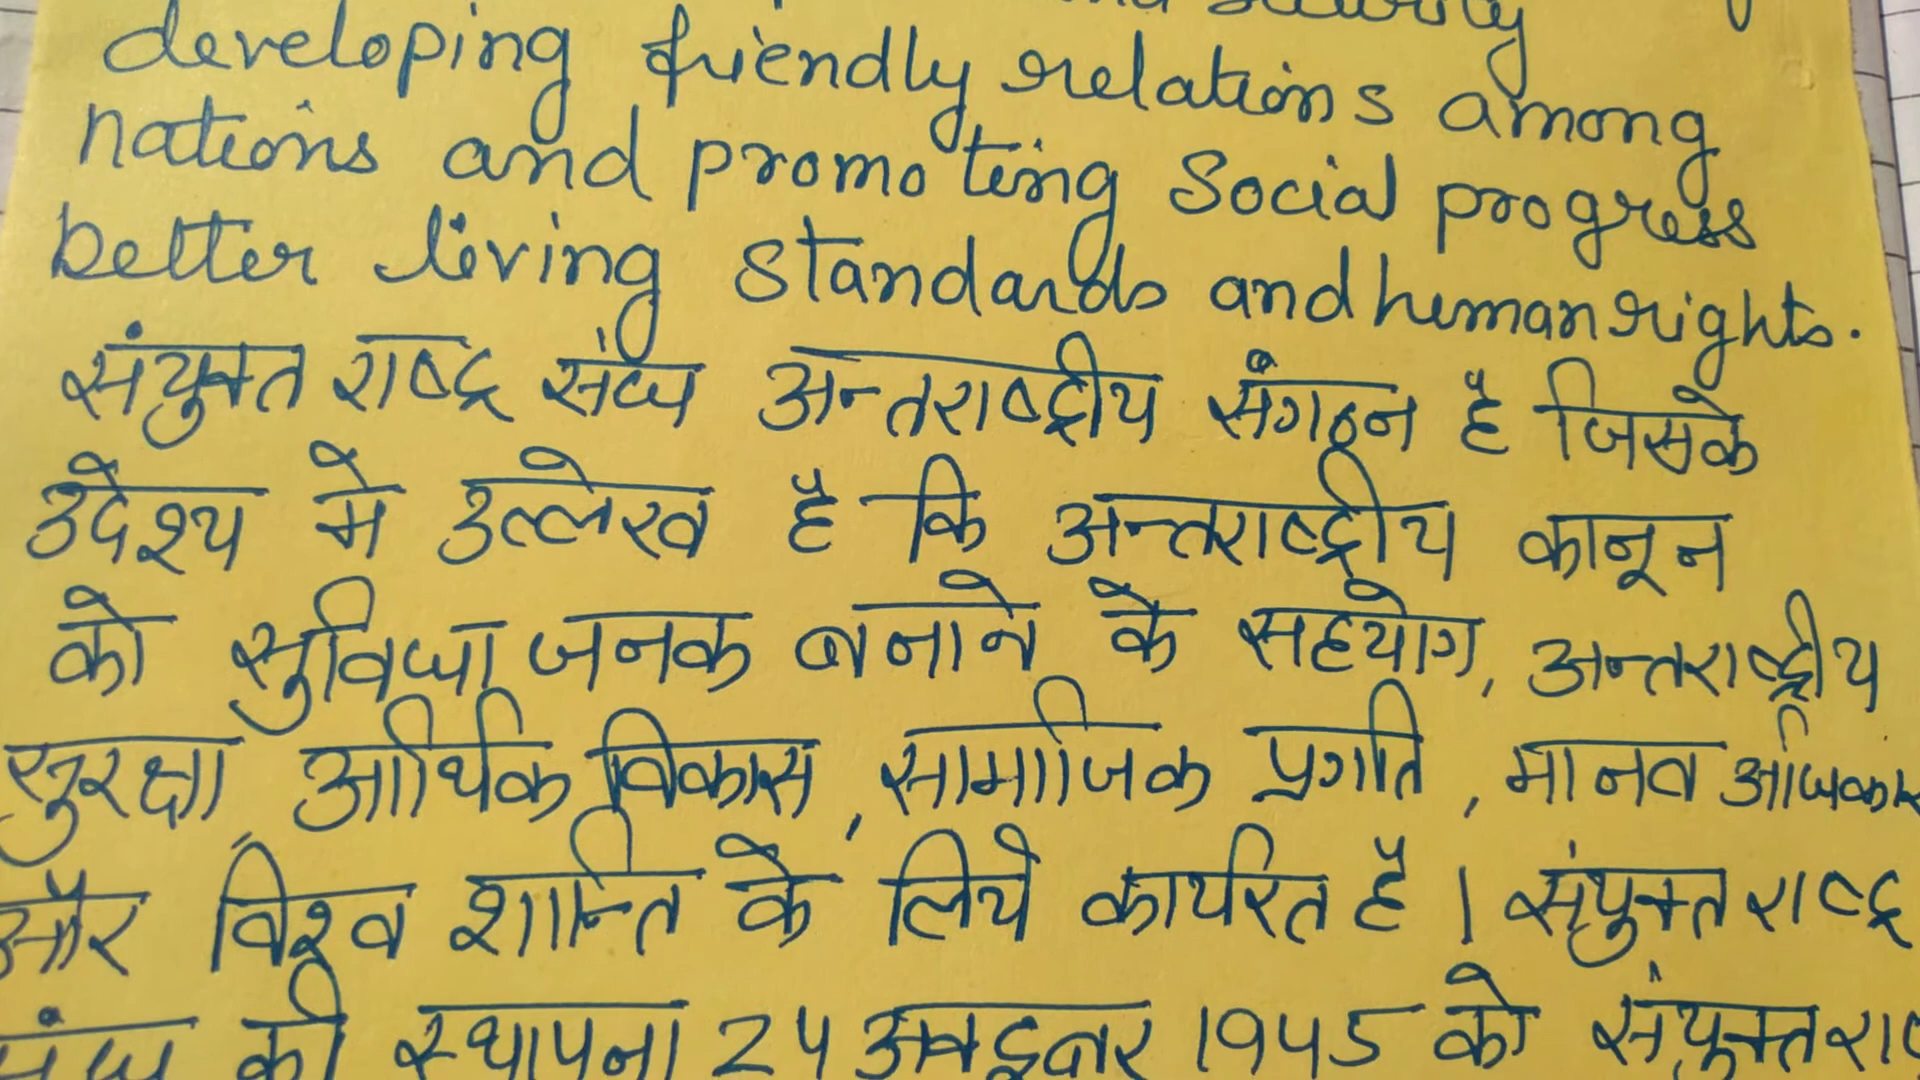 security
developing friendly relations among
nations and promoting Social progress
better living standards and human rights.
संयुक्त राष्ट्र संघ अन्तराष्ट्रीय संगठन है जिसके
उदेश्य मे उल्लेख है कि अन्तराष्ट्रीय कानून
को सुविधा जनक बनाने के सहयोग, अन्तराष्ट्रीय
सुरक्षा, आर्थिक विकास, सामाजिक प्रगति, मानव अधिकार
और विश्व शान्ति के लिये कार्यरत है । संयुक्त राष्ट्र
संघ की स्थापना 24 अक्टूबर 1945 को संयुक्त